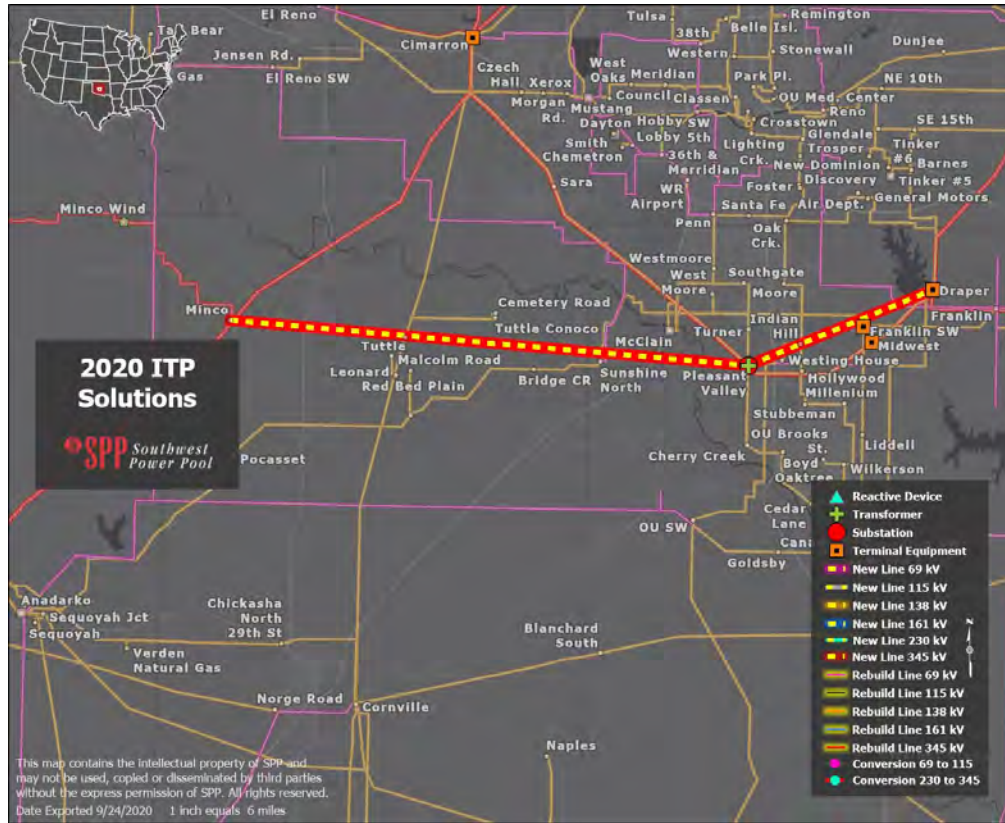 El Reno
Tulsa
38th
Belle Isl.
Remington
Bear
Cimarron
Western
Stonewall
Dunjee
Jensen Rd.
Gas
El Reno SW
Czech
Hall
Xerox
West
Oaks
Meridian
Park Pl.
NE 10th
Morgan
Rd.
Mustang
Council
Classen
OU Med. Center
Reno
Dayton
Hobby SW
Lobby 5th
Crosstown
Glendale
SE 15th
Smith
Chemetron
36th &
Merridian
Lighting
Crk.
Trosper
New Dominion
Discovery
Tinker
#6
Barnes
Tinker #5
Sara
WR
Airport
Foster
General Motors
Minco Wind
Penn
Santa Fe
Air Dept.
Oak
Crk.
Westmoore
West
Moore
Southgate
Moore
Draper
Minco
Cemetery Road
Tuttle Conoco
Turner
Indian
Hill
Franklin
Franklin SW
Midwest
McClain
Tuttle
Malcolm Road
Leonard
Red Bed Plain
Bridge CR
Sunshine
North
Pleasant
Valley
Westing House
Hollywood
Millenium
2020 ITP
Solutions
SPP Southwest
Power Pool
Stubbeman
OU Brooks
St.
Liddell
Pocasset
Cherry Creek
Boyd
Oaktree
Wilkerson
OU SW
Cedar
Lane
Goldsby
Anadarko
Sequoyah Jct
Sequoyah
Chickasha
North
29th St
Blanchard
South
Verden
Natural Gas
Norge Road
Cornville
Naples
Reactive Device
Transformer
Substation
Terminal Equipment
New Line 69 kV
New Line 115 kV
New Line 138 kV
New Line 161 kV
New Line 230 kV
New Line 345 kV
Rebuild Line 69 kV
Rebuild Line 115 kV
Rebuild Line 138 kV
Rebuild Line 161 kV
Rebuild Line 345 kV
Conversion 69 to 115
Conversion 230 to 345
N
This map contains the intellectual property of SPP and
may not be used, copied or disseminated by third parties
without the express permission of SPP. All rights reserved.
Date Exported 9/24/2020 1 inch equals 6 miles